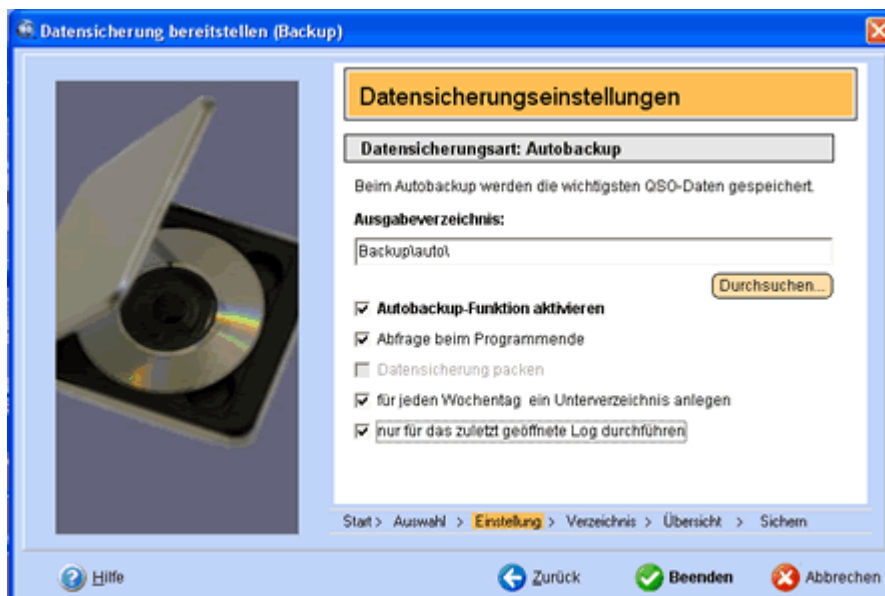 Datensicherung bereitstellen (Backup)
Datensicherungseinstellungen
Datensicherungsart: Autobackup
Beim Autobackup werden die wichtigsten QSO-Daten gespeichert.
Ausgabeverzeichnis:
Backup\auto\
Durchsuchen...
Autobackup-Funktion aktivieren
Abfrage beim Programmende
Datensicherung packen
für jeden Wochentag ein Unterverzeichnis anlegen
nur für das zuletzt geöffnete Log durchführen
Start > Auswahl > Einstellung > Verzeichnis > Übersicht > Sichern
Hilfe Zurück Beenden Abbrechen